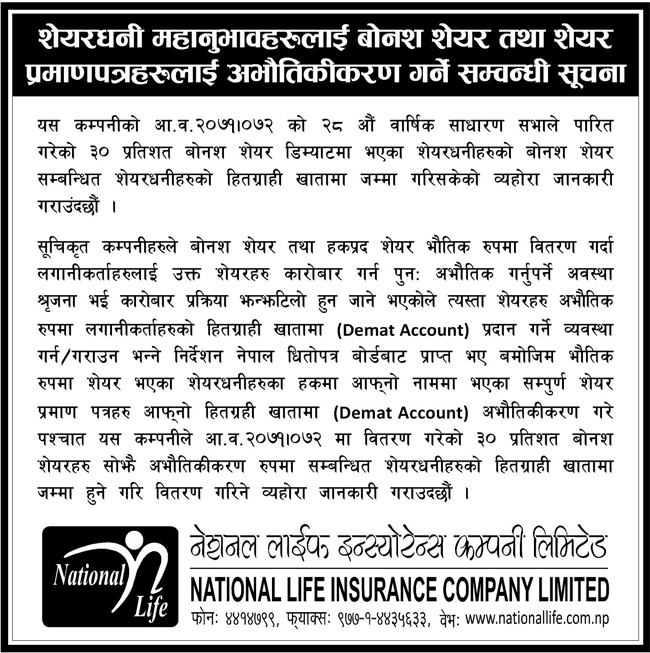 शेयरधनी महानुभावहरुलाई बोनश शेयर तथा शेयर
प्रमाणपत्रहरुलाई अभौतिकीकरण गर्ने सम्वन्धी सूचना
यस कम्पनीको आ.व.२०७१।०७२ को २८ औं वार्षिक साधारण सभाले पारित
गरेको ३० प्रतिशत बोनश शेयर डिम्याटमा भएका शेयरधनीहरुको बोनश शेयर
सम्बन्धित शेयरधनीहरुको हितग्राही खातामा जम्मा गरिसकेको व्यहोरा जानकारी
गराउंदछौं ।
सूचिकृत कम्पनीहरुले बोनश शेयर तथा हकप्रद शेयर भौतिक रुपमा वितरण गर्दा
लगानीकर्ताहरुलाई उक्त शेयरहरु कारोबार गर्न पुन: अभौतिक गर्नुपर्ने अवस्था
श्रृजना भई कारोबार प्रक्रिया झन्झटिलो हुन जाने भएकोले त्यस्ता शेयरहरु अभौतिक
रुपमा लगानीकर्ताहरुको हितग्राही खातामा (Demat Account) प्रदान गर्ने व्यवस्था
गर्न/गराउन भन्ने निर्देशन नेपाल धितोपत्र बोर्डबाट प्राप्त भए बमोजिम भौतिक
रुपमा शेयर भएका शेयरधनीहरुका हकमा आफ्नो नाममा भएका सम्पुर्ण शेयर
प्रमाण पत्रहरु आफ्नो हितग्रही खातामा (Demat Account) अभौतिकीकरण गरे
पश्चात यस कम्पनीले आ.व.२०७१।०७२ मा वितरण गरेको ३० प्रतिशत बोनश
शेयरहरु सोझै अभौतिकीकरण रुपमा सम्बन्धित शेयरधनीहरुको हितग्राही खातामा
जम्मा हुने गरि वितरण गरिने व्यहोरा जानकारी गराउदछौं ।
National Life
नेशनल लाईफ इन्स्योरेन्स कम्पनी लिमिटेड
NATIONAL LIFE INSURANCE COMPANY LIMITED
फोन: ४४१४७९९, फ्याक्स: ९७७-१-४४३५६३३, वेभ: www.nationallife.com.np